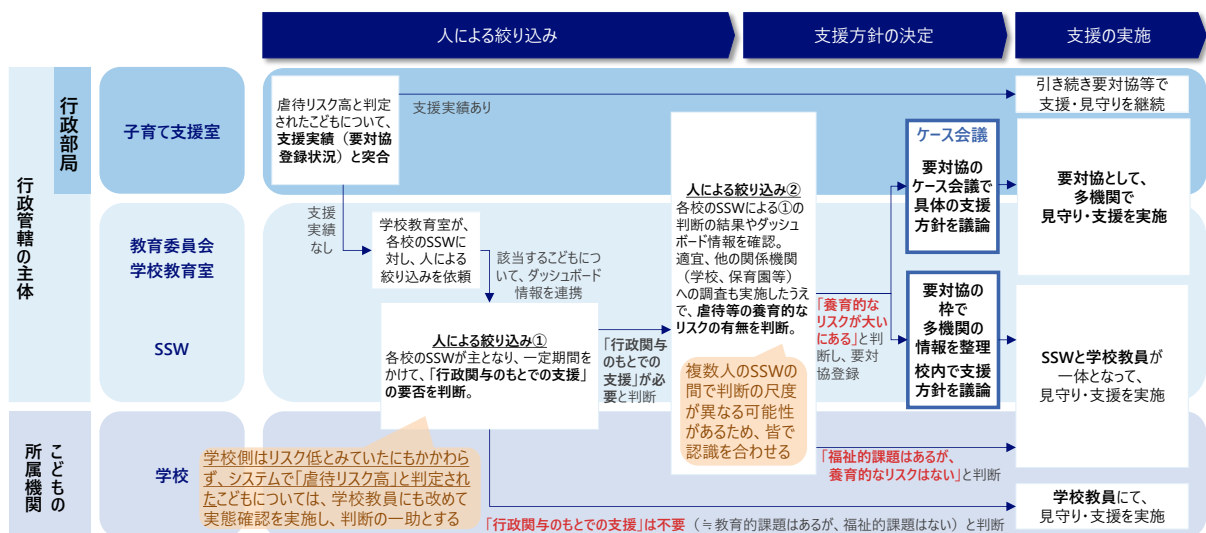 人による絞り込み
支援方針の決定
支援の実施
行政管轄の主体
行政部局
子育て支援室
教育委員会
学校教育室
SSW
こどもの
所属機関
学校
虐待リスク高と判定
されたこどもについて、
支援実績（要対協
登録状況）と突合
支援実績あり
引き続き要対協等で
支援・見守りを継続
支援
実績
なし
学校教育室が、
各校のSSWに
対し、人による
絞り込みを依頼
該当するこどもにつ
いて、ダッシュボード
情報を連携
人による絞り込み①
各校のSSWが主となり、一定期間を
かけて、「行政関与のもとでの支援」
の要否を判断。
「行政関与
のもとでの
支援」が必
要と判断
人による絞り込み②
各校のSSWによる①の
判断の結果やダッシュ
ボード情報を確認。
適宜、他の関係機関
（学校、保育園等）
への調査も実施したうえ
で、虐待等の養育的な
リスクの有無を判断。
複数人のSSWの
間で判断の尺度
が異なる可能性
があるため、皆で
認識を合わせる
「養育的な
リスクが大い
にある」と判
断し、要対
協登録
ケース会議
要対協の
ケース会議で
具体の支援
方針を議論
要対協の
枠で
多機関の
情報を整理
校内で支援
方針を議論
要対協として、
多機関で
見守り・支援を実施
SSWと学校教員が
一体となって、
見守り・支援を実施
「福祉的課題はあるが、
養育的なリスクはない」と判断
学校側はリスク低とみていたにもかかわら
ず、システムで「虐待リスク高」と判定され
たこどもについては、学校教員にも改めて
実態確認を実施し、判断の一助とする
「行政関与のもとでの支援」は不要（≒教育的課題はあるが、福祉的課題はない）と判断
学校教員にて、
見守り・支援を実施